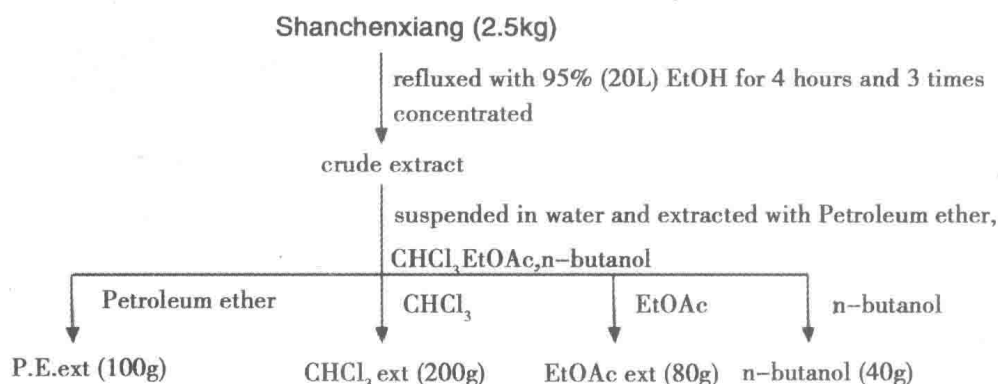 Shanchenxiang (2.5kg)
refluxed with 95% (20L) EtOH for 4 hours and 3 times
concentrated
crude extract
suspended in water and extracted with Petroleum ether,
CHCl₃EtOAc,n-butanol
Petroleum ether
CHCl₃
EtOAc
n-butanol
P.E.ext (100g)
CHCl₃ ext (200g)
EtOAc ext (80g)
n-butanol (40g)